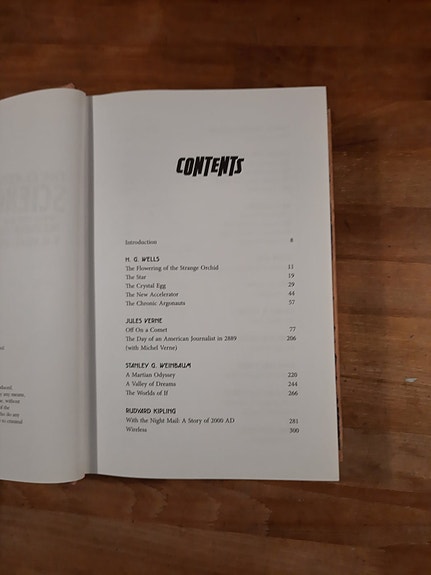 CONTENTS
Introduction 8
H. G. WELLS
The Flowering of the Strange Orchid 11
The Star 19
The Crystal Egg 29
The New Accelerator 44
The Chronic Argonauts 57
JULES VERNE
Off On a Comet 77
The Day of an American Journalist in 2889 206
(with Michel Verne)
STANLEY G. WEINBAUM
A Martian Odyssey 220
A Valley of Dreams 244
The Worlds of If 266
RUDYARD KIPLING
With the Night Mail: A Story of 2000 AD 281
Wireless 300